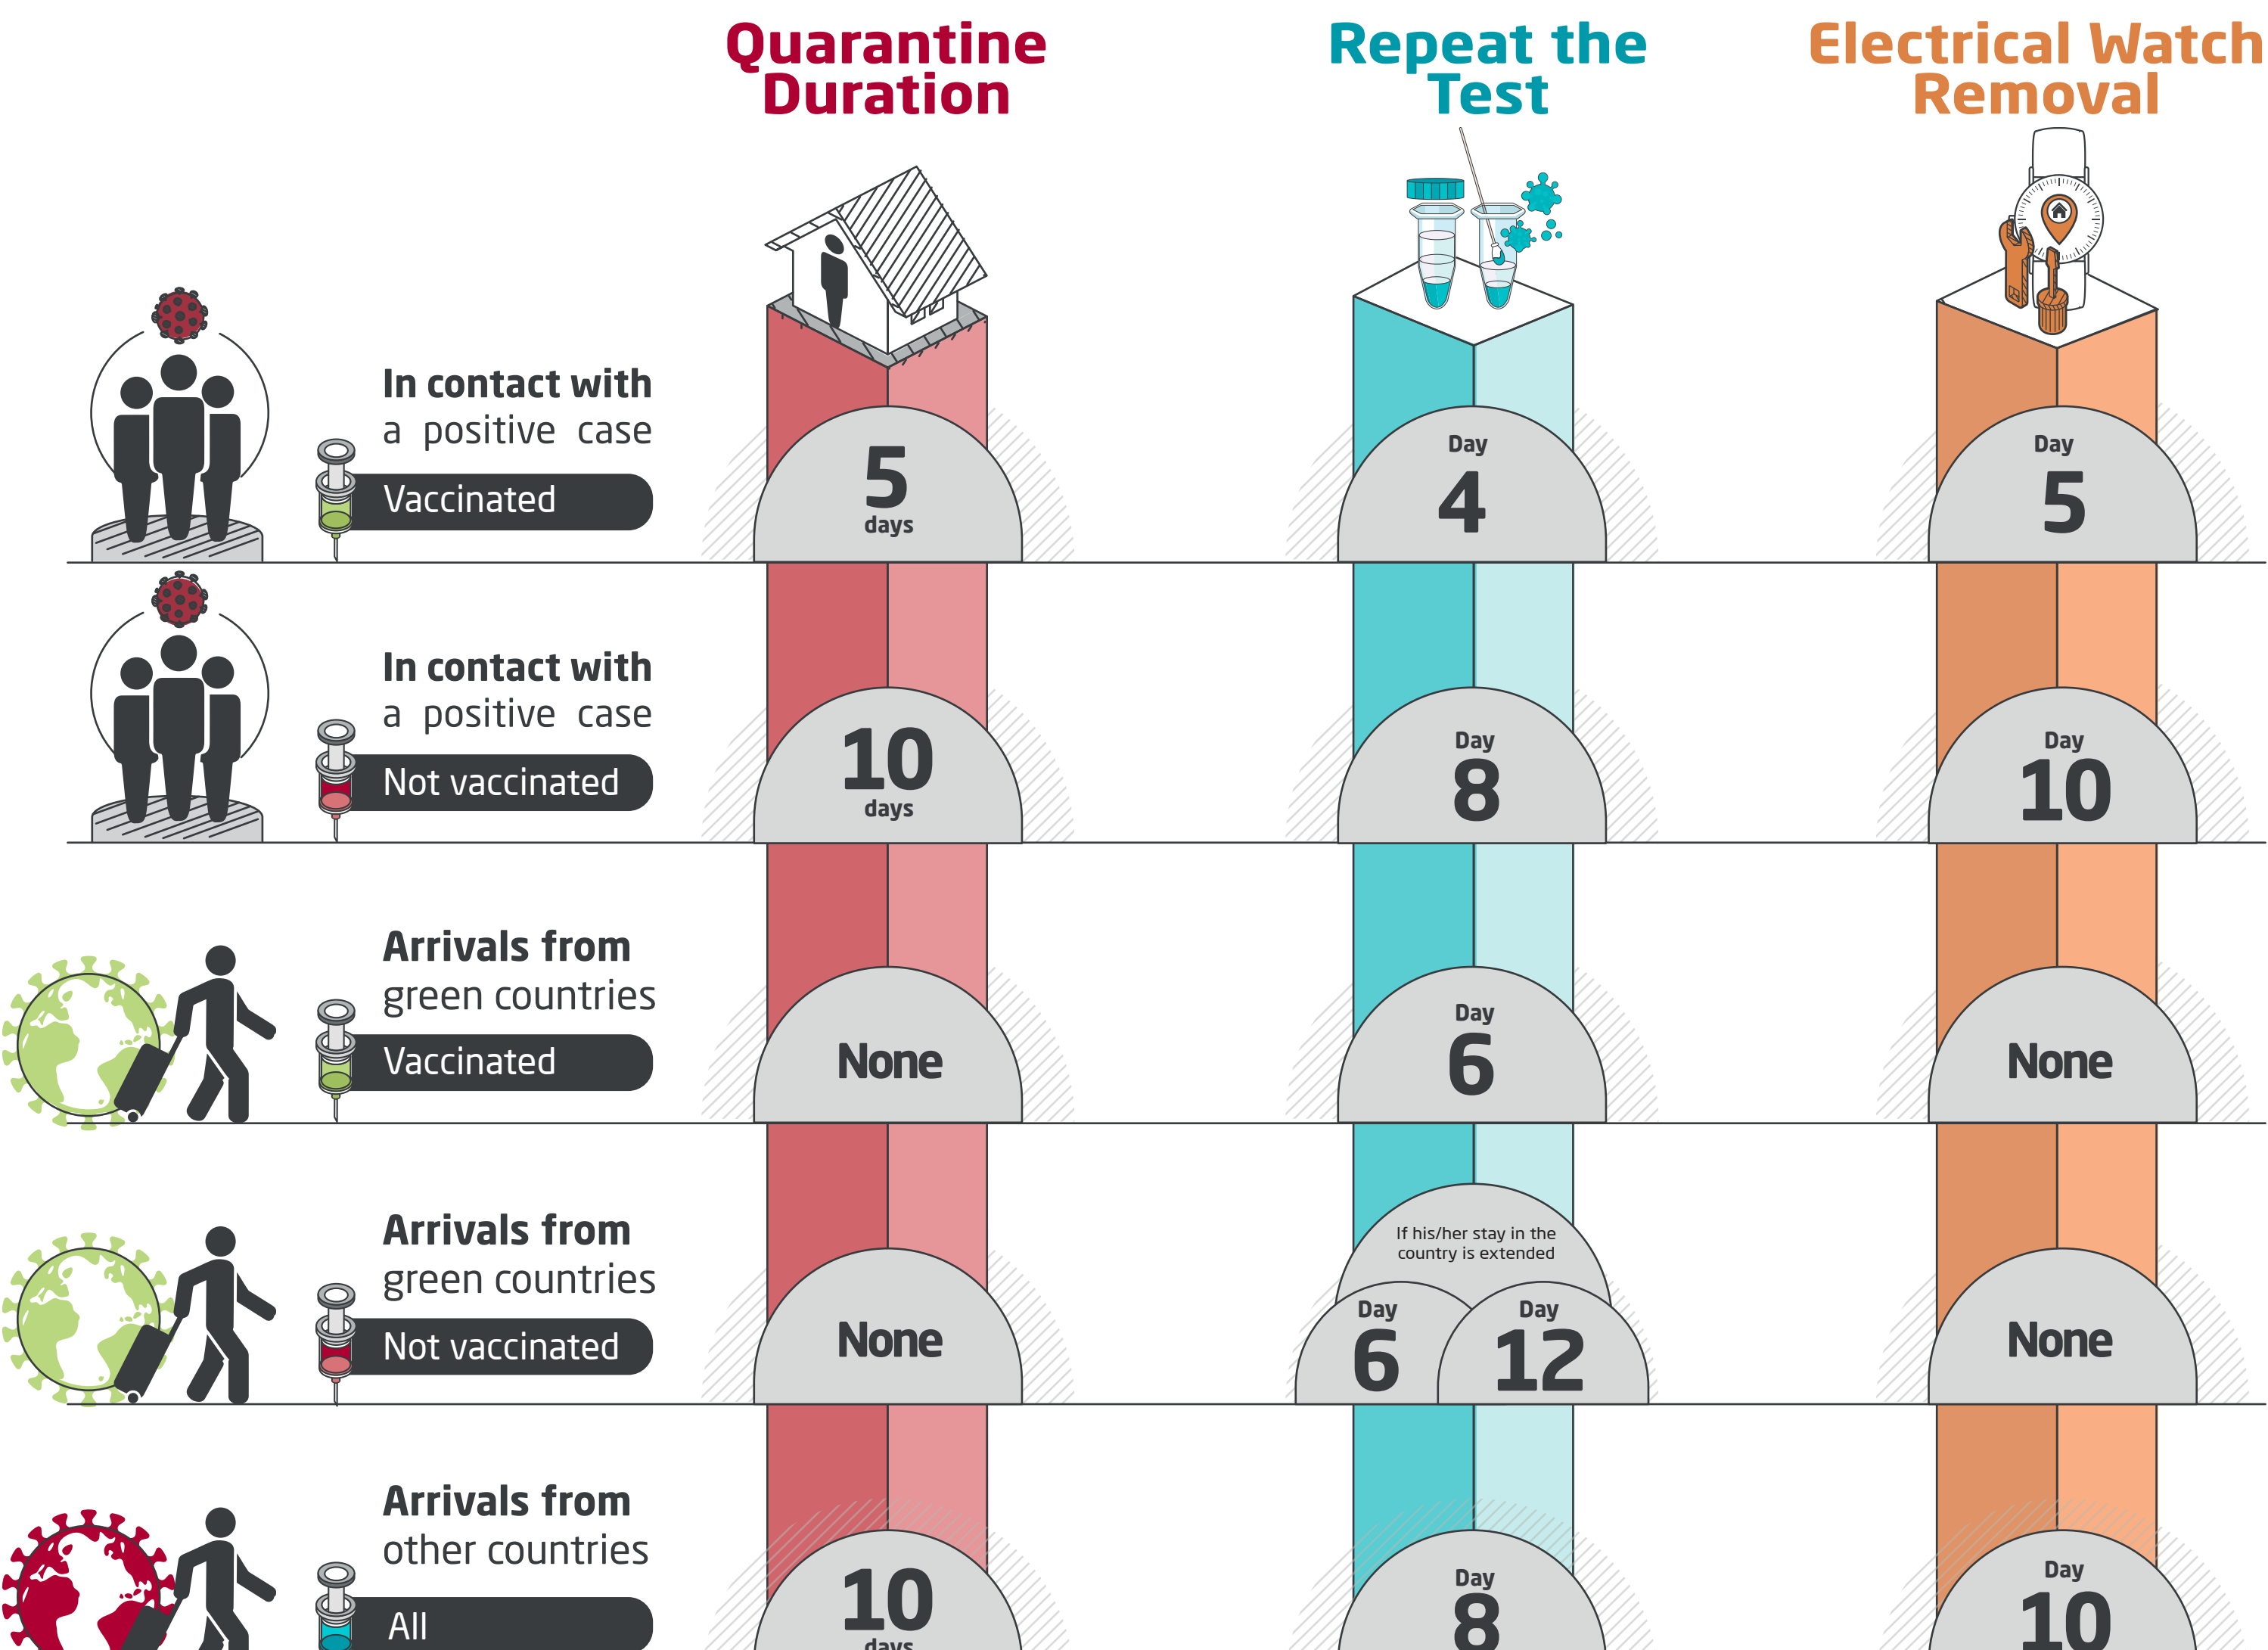 Quarantine
Duration
Repeat the
Test
Electrical Watch
Removal
In contact with
a positive case
Vaccinated
5
days
Day
4
Day
5
In contact with
a positive case
Not vaccinated
10
days
Day
8
Day
10
Arrivals from
green countries
Vaccinated
None
Day
6
None
Arrivals from
green countries
Not vaccinated
None
If his/her stay in the
country is extended
Day
6
Day
12
None
Arrivals from
other countries
All
10
days
Day
8
Day
10